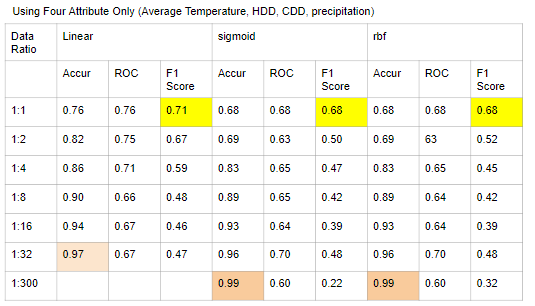 Using Four Attribute Only (Average Temperature, HDD, CDD, precipitation)
Data Ratio Linear sigmoid rbf
Accur ROC F1 Score Accur ROC F1 Score Accur ROC F1 Score
1:1 0.76 0.76 0.71 0.68 0.68 0.68 0.68 0.68 0.68
1:2 0.82 0.75 0.67 0.69 0.63 0.50 0.69 63 0.52
1:4 0.86 0.71 0.59 0.83 0.65 0.47 0.83 0.65 0.45
1:8 0.90 0.66 0.48 0.89 0.65 0.42 0.89 0.64 0.42
1:16 0.94 0.67 0.46 0.93 0.64 0.39 0.93 0.64 0.39
1:32 0.97 0.67 0.47 0.96 0.70 0.48 0.96 0.70 0.48
1:300 0.99 0.60 0.22 0.99 0.60 0.32